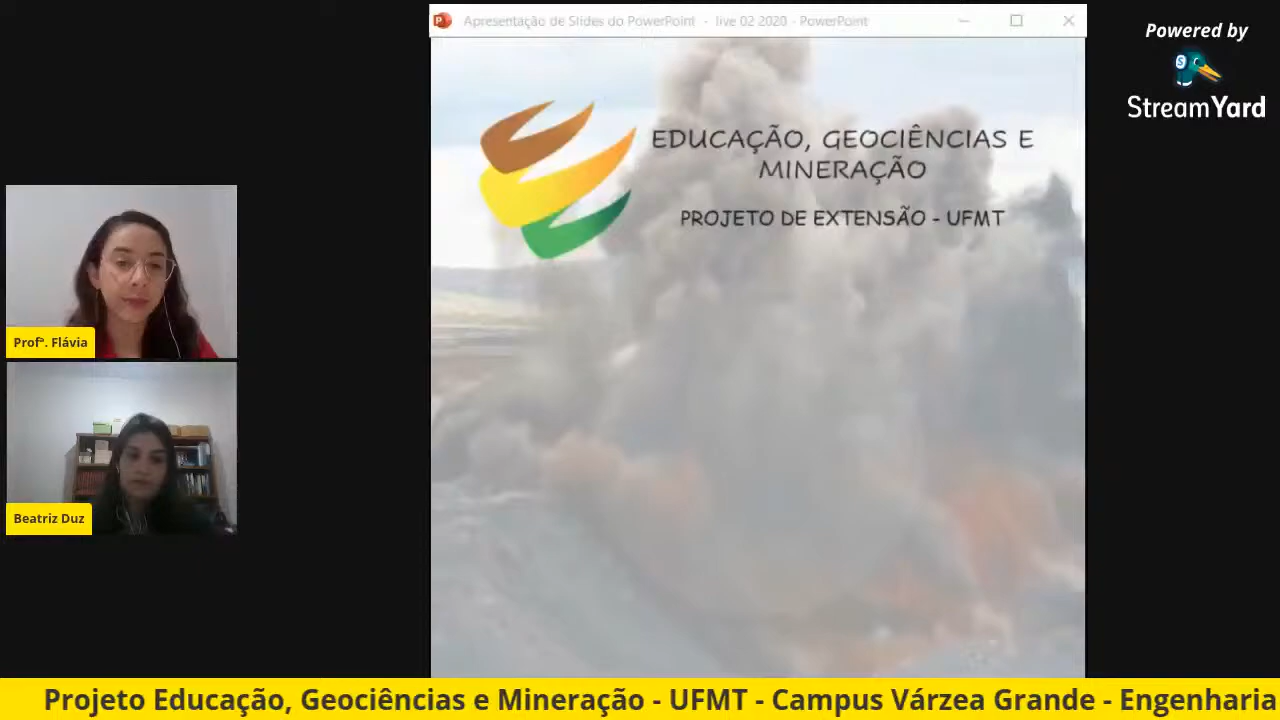 Apresentação de Slides do PowerPoint - live 02 2020 - PowerPoint
Powered by
StreamYard
EDUCAÇÃO, GEOCIÊNCIAS E
MINERAÇÃO
PROJETO DE EXTENSÃO - UFMT
Profª. Flávia
Beatriz Duz
Projeto Educação, Geociências e Mineração - UFMT - Campus Várzea Grande - Engenharia